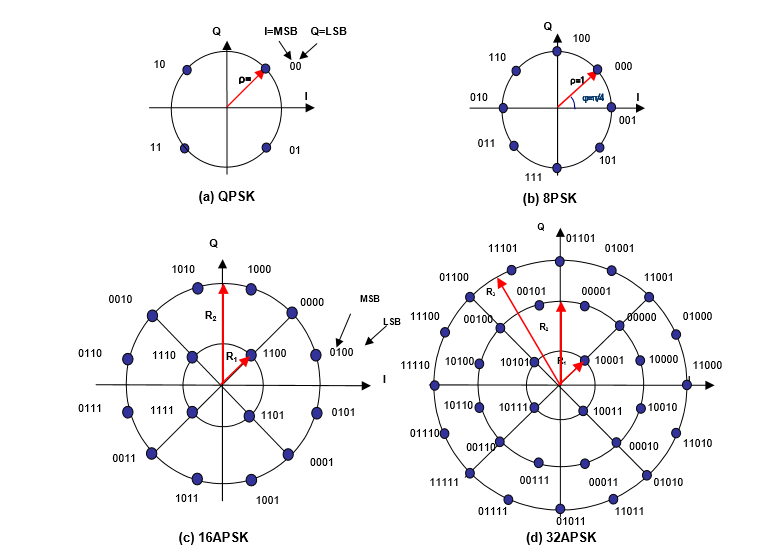 Q I=MSB Q=LSB
10 00
ρ=
I
11 01
(a) QPSK
Q
100
110 000
ρ=1
φ=π/4
I
010 001
011 101
111
(b) 8PSK
Q
1010 1000
0010 0000
MSB
LSB
R2
R1
0110 1110 1100 0100
I
0111 1111 1101 0101
0011 0001
1011 1001
(c) 16APSK
Q
01101
11101 01001
01100 11001
R3
00101 00001
11100 00100 R2 00000 01000
10100 10101 R1 10001 10000
11110 11000
I
10110 10111 10011 10010
01110 00110 00010 11010
00111 00011
11111 01010
01111 11011
01011
(d) 32APSK